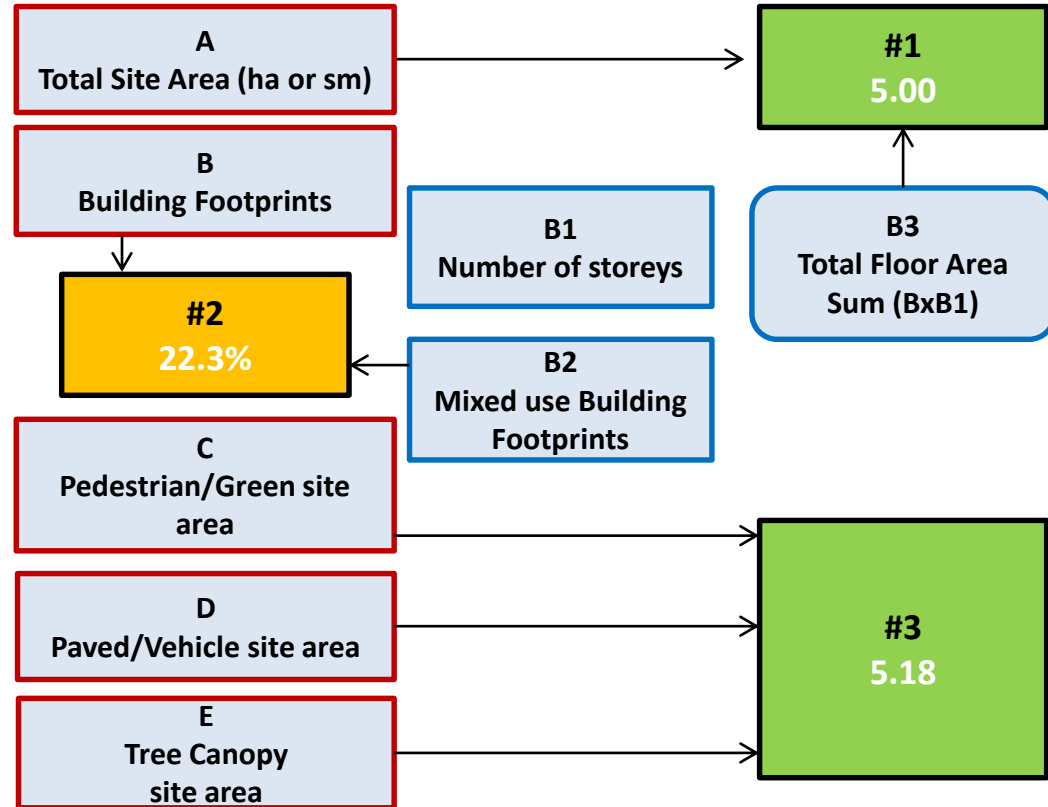 A
Total Site Area (ha or sm)
#1
5.00
B
Building Footprints
B1
Number of storeys
B3
Total Floor Area
Sum (BxB1)
#2
22.3%
B2
Mixed use Building
Footprints
C
Pedestrian/Green site
area
D
Paved/Vehicle site area
#3
5.18
E
Tree Canopy
site area